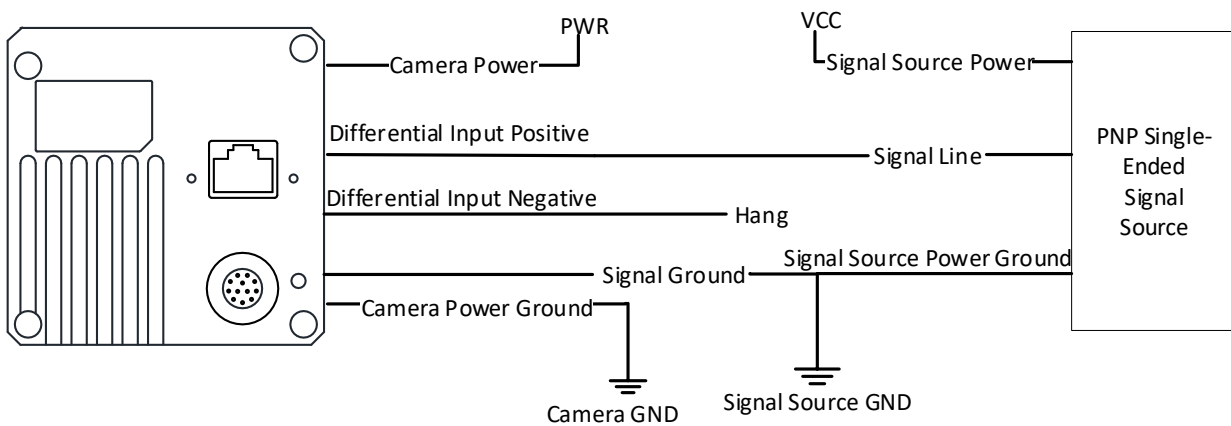 PWR
VCC
Camera Power
Signal Source Power
Differential Input Positive
Signal Line
PNP Single-
Ended
Signal
Source
Differential Input Negative
Hang
Signal Source Power Ground
Signal Ground
Camera Power Ground
Camera GND
Signal Source GND